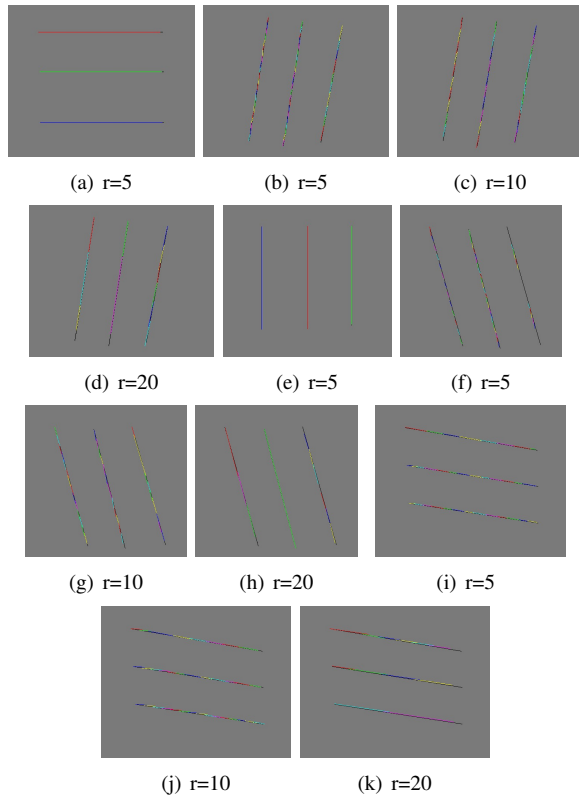 (a) r=5
(b) r=5
(c) r=10
(d) r=20
(e) r=5
(f) r=5
(g) r=10
(h) r=20
(i) r=5
(j) r=10
(k) r=20